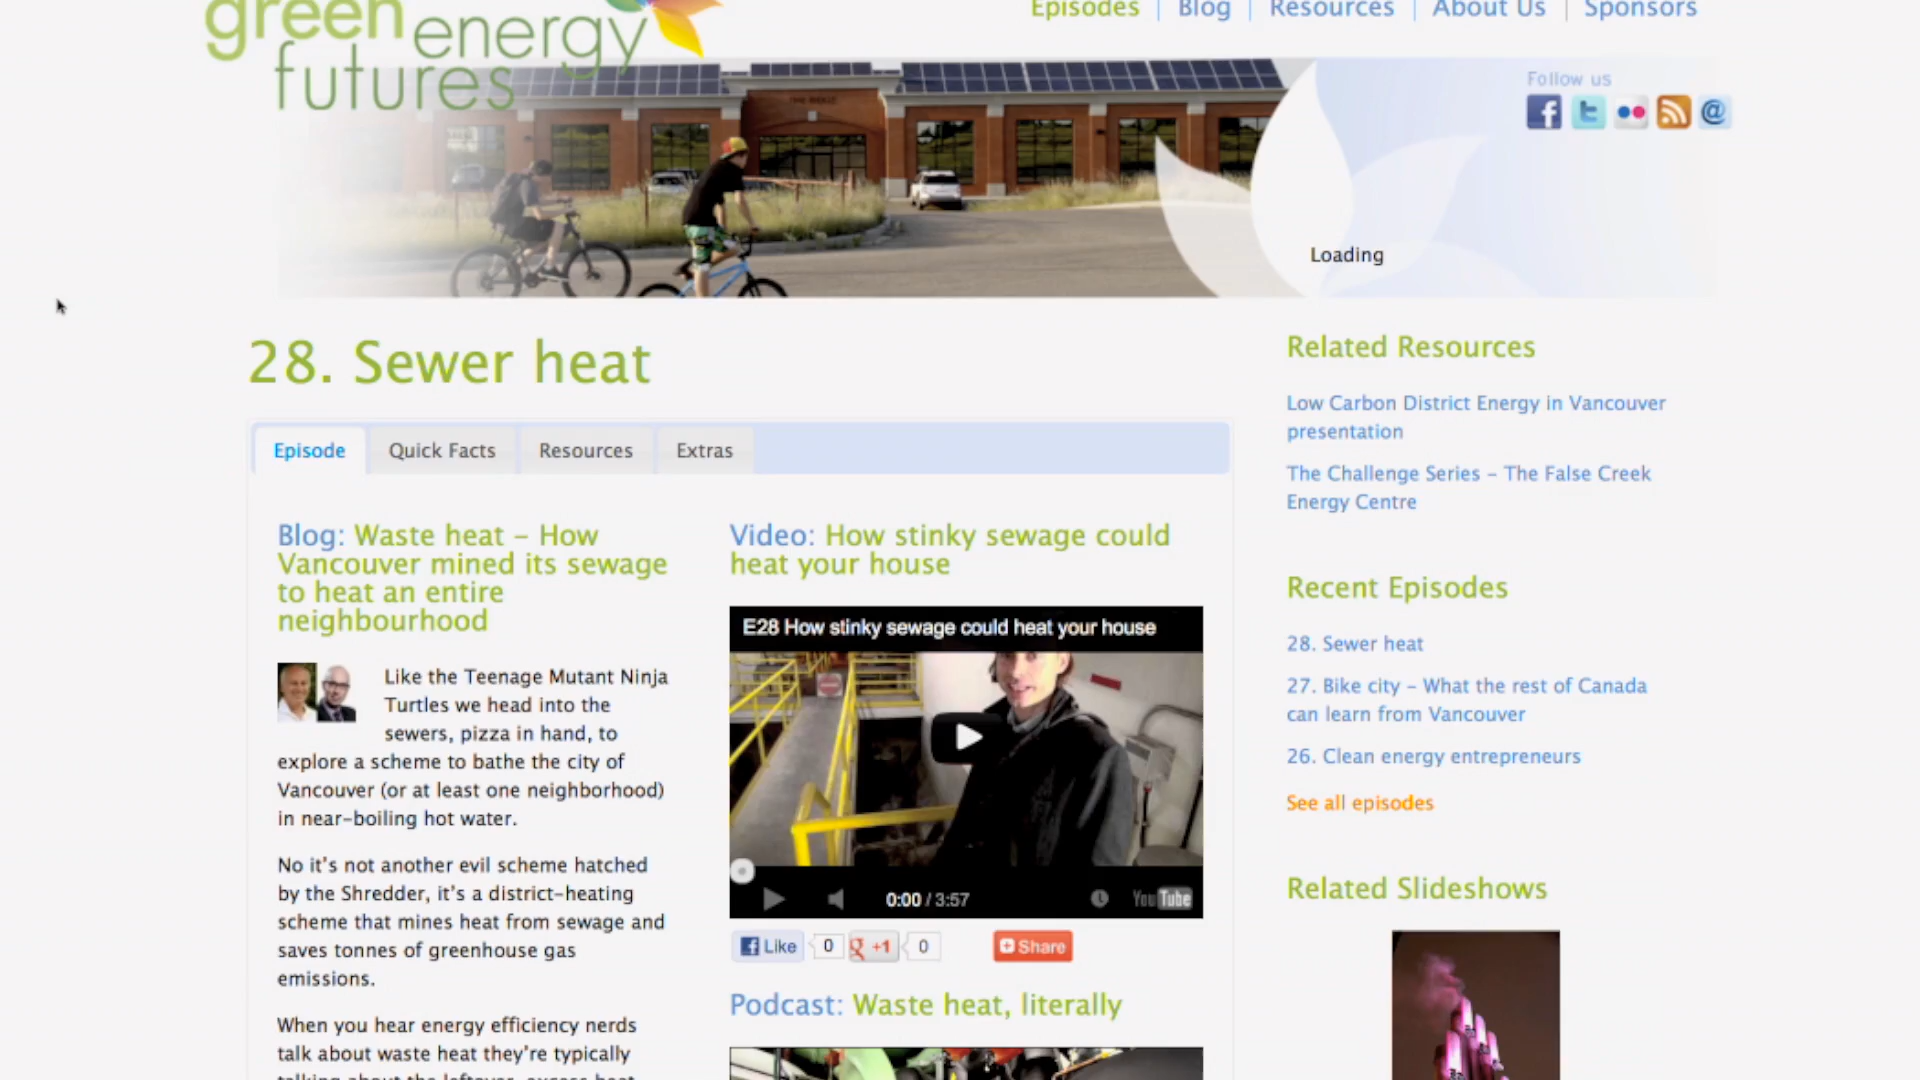 green energy
futures
Episodes | Blog | Resources | About Us | Sponsors
Follow us
Loading
28. Sewer heat
Episode
Quick Facts
Resources
Extras
Blog: Waste heat – How
Vancouver mined its sewage
to heat an entire
neighbourhood
Like the Teenage Mutant Ninja
Turtles we head into the
sewers, pizza in hand, to
explore a scheme to bathe the city of
Vancouver (or at least one neighborhood)
in near-boiling hot water.
No it's not another evil scheme hatched
by the Shredder, it's a district-heating
scheme that mines heat from sewage and
saves tonnes of greenhouse gas
emissions.
When you hear energy efficiency nerds
talk about waste heat they're typically
talking about the leftover, excess heat
Video: How stinky sewage could
heat your house
E28 How stinky sewage could heat your house
0:00 / 3:57
YouTube
Like 0 +1 0 Share
Podcast: Waste heat, literally
Related Resources
Low Carbon District Energy in Vancouver
presentation
The Challenge Series – The False Creek
Energy Centre
Recent Episodes
28. Sewer heat
27. Bike city – What the rest of Canada
can learn from Vancouver
26. Clean energy entrepreneurs
See all episodes
Related Slideshows